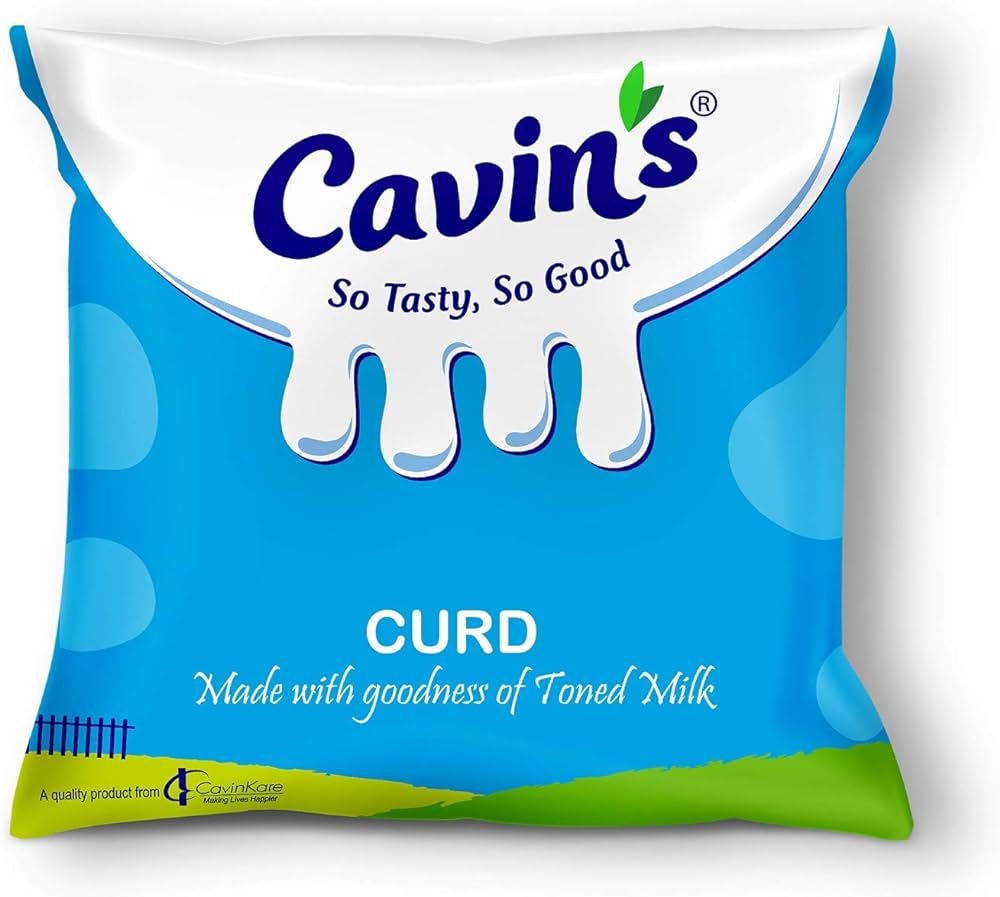 Cavin's®
So Tasty, So Good
CURD
Made with goodness of Toned Milk
A quality product from CavinKare
Making Lives Happier